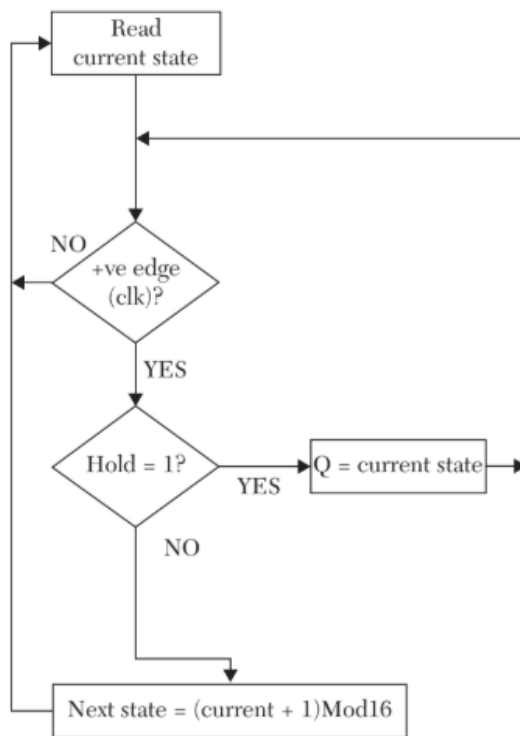 Read
current state
NO
+ve edge
(clk)?
YES
Hold = 1?
YES
Q = current state
NO
Next state = (current + 1)Mod16